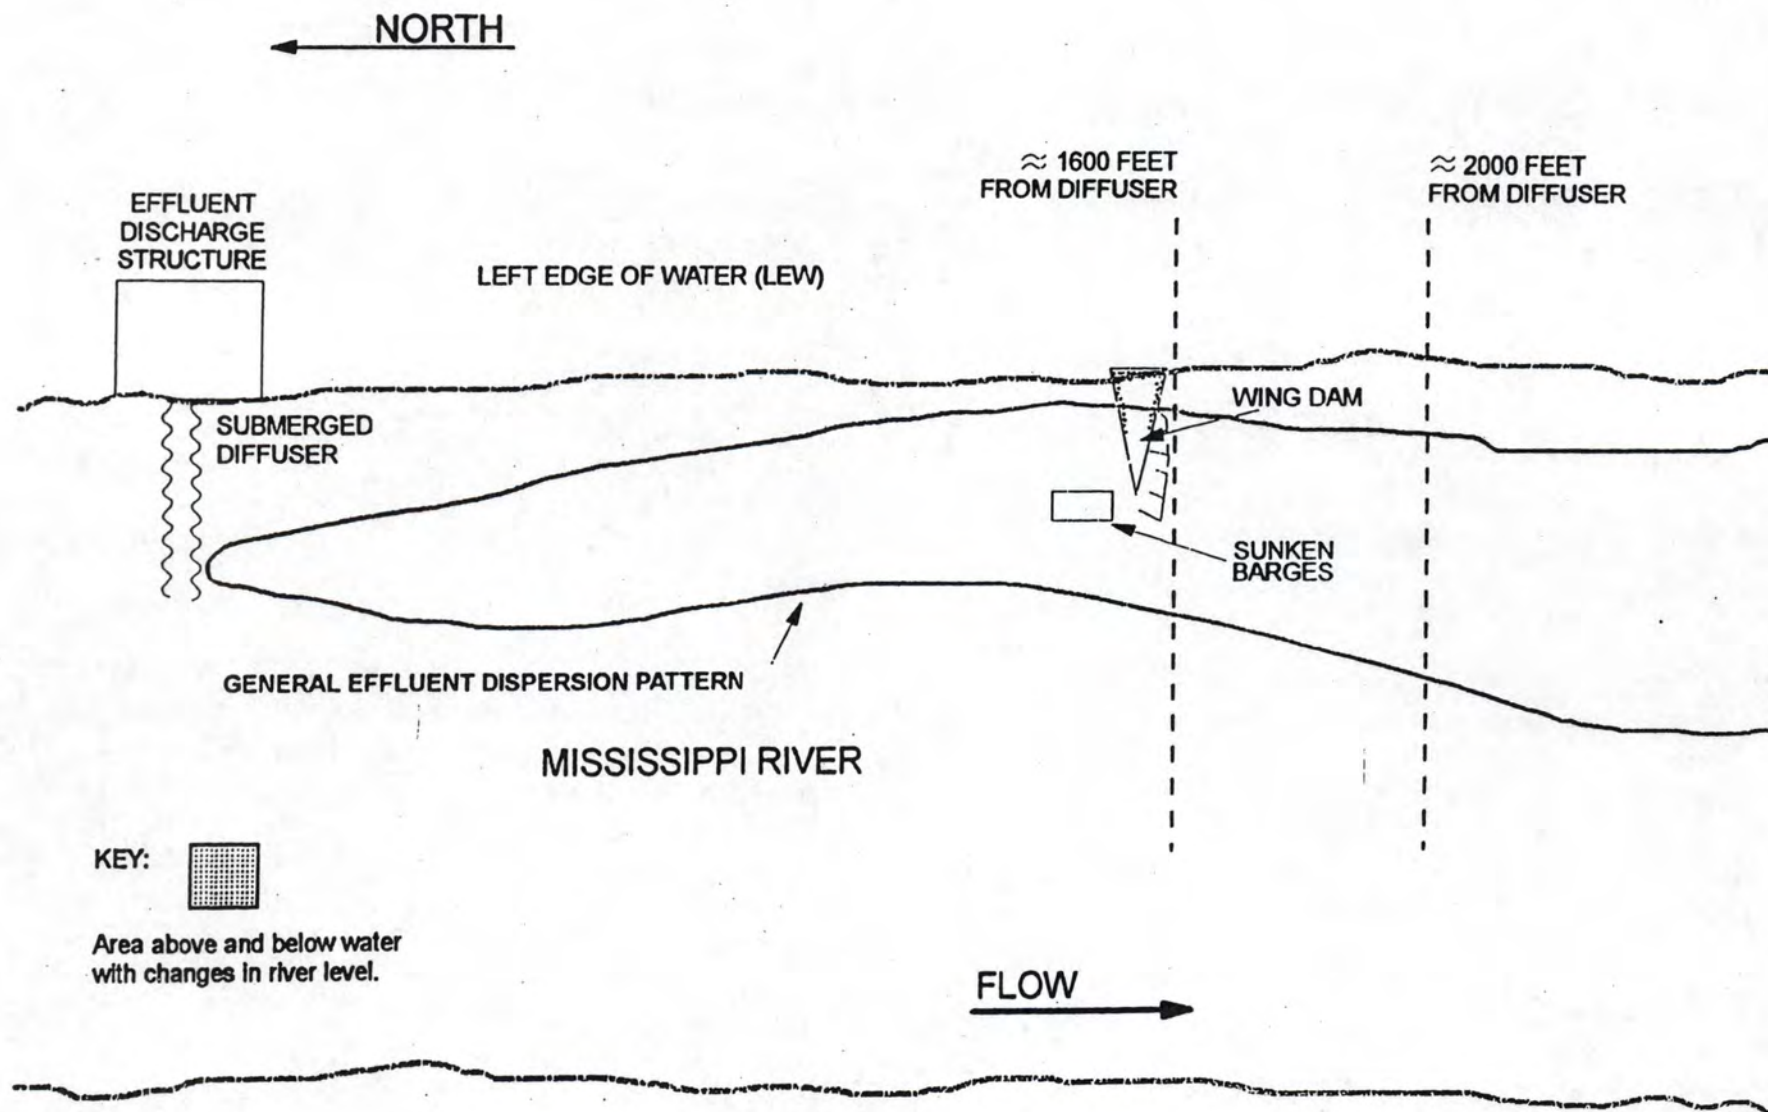 NORTH
≈ 1600 FEET
FROM DIFFUSER
≈ 2000 FEET
FROM DIFFUSER
EFFLUENT
DISCHARGE
STRUCTURE
LEFT EDGE OF WATER (LEW)
SUBMERGED
DIFFUSER
WING DAM
SUNKEN
BARGES
GENERAL EFFLUENT DISPERSION PATTERN
MISSISSIPPI RIVER
KEY:
Area above and below water
with changes in river level.
FLOW